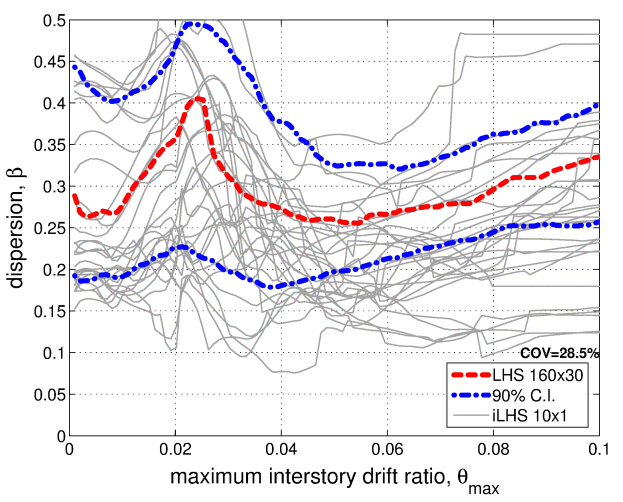 0.5
0.45
0.4
0.35
0.3
0.25
0.2
0.15
0.1
0.05
0
dispersion, β
COV=28.5%
LHS 160x30
90% C.I.
iLHS 10x1
0 0.02 0.04 0.06 0.08 0.1
maximum interstory drift ratio, θmax